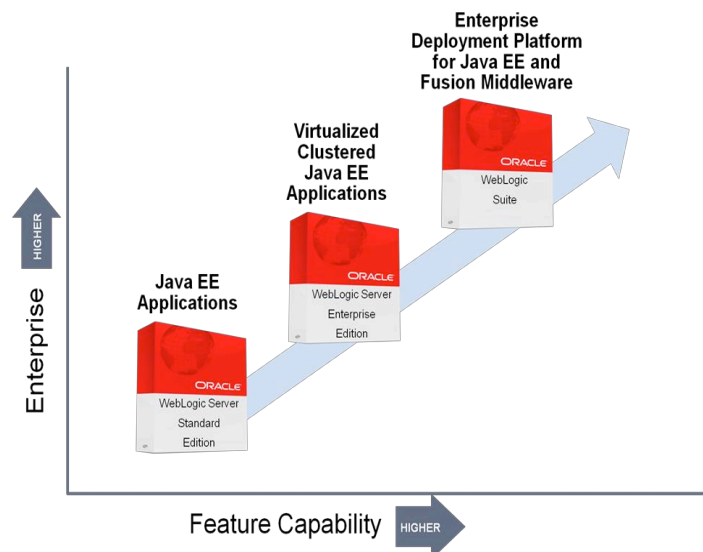 Enterprise
Deployment Platform
for Java EE and
Fusion Middleware
ORACLE
WebLogic
Suite
Virtualized
Clustered
Java EE
Applications
ORACLE
WebLogic Server
Enterprise
Edition
Java EE
Applications
ORACLE
WebLogic Server
Standard
Edition
HIGHER
Enterprise
Feature Capability
HIGHER